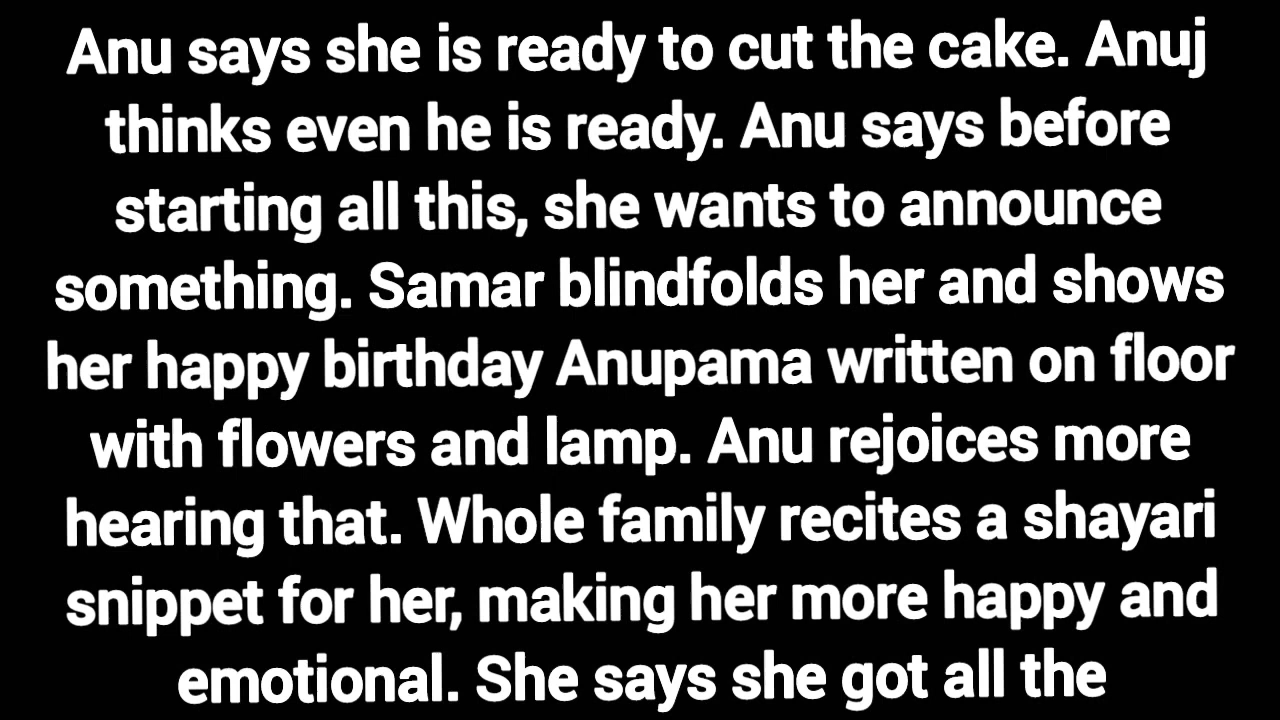 Anu says she is ready to cut the cake. Anuj
thinks even he is ready. Anu says before
starting all this, she wants to announce
something. Samar blindfolds her and shows
her happy birthday Anupama written on floor
with flowers and lamp. Anu rejoices more
hearing that. Whole family recites a shayari
snippet for her, making her more happy and
emotional. She says she got all the